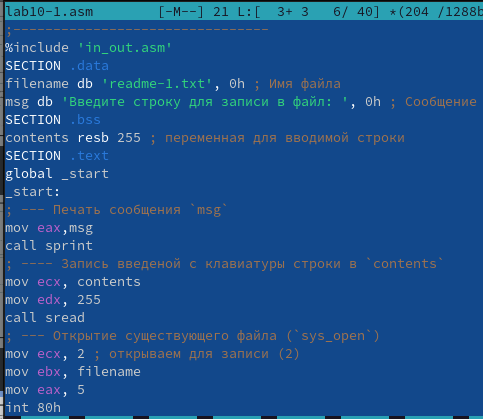 lab10-1.asm [-M--] 21 L:[ 3+ 3 6/ 40] *(204 /1288b
;------------------------------
%include 'in_out.asm'
SECTION .data
filename db 'readme-1.txt', 0h ; Имя файла
msg db 'Введите строку для записи в файл: ', 0h ; Сообщение
SECTION .bss
contents resb 255 ; переменная для вводимой строки
SECTION .text
global _start
_start:
; --- Печать сообщения `msg`
mov eax,msg
call sprint
; ---- Запись введеной с клавиатуры строки в `contents`
mov ecx, contents
mov edx, 255
call sread
; --- Открытие существующего файла (`sys_open`)
mov ecx, 2 ; открываем для записи (2)
mov ebx, filename
mov eax, 5
int 80h